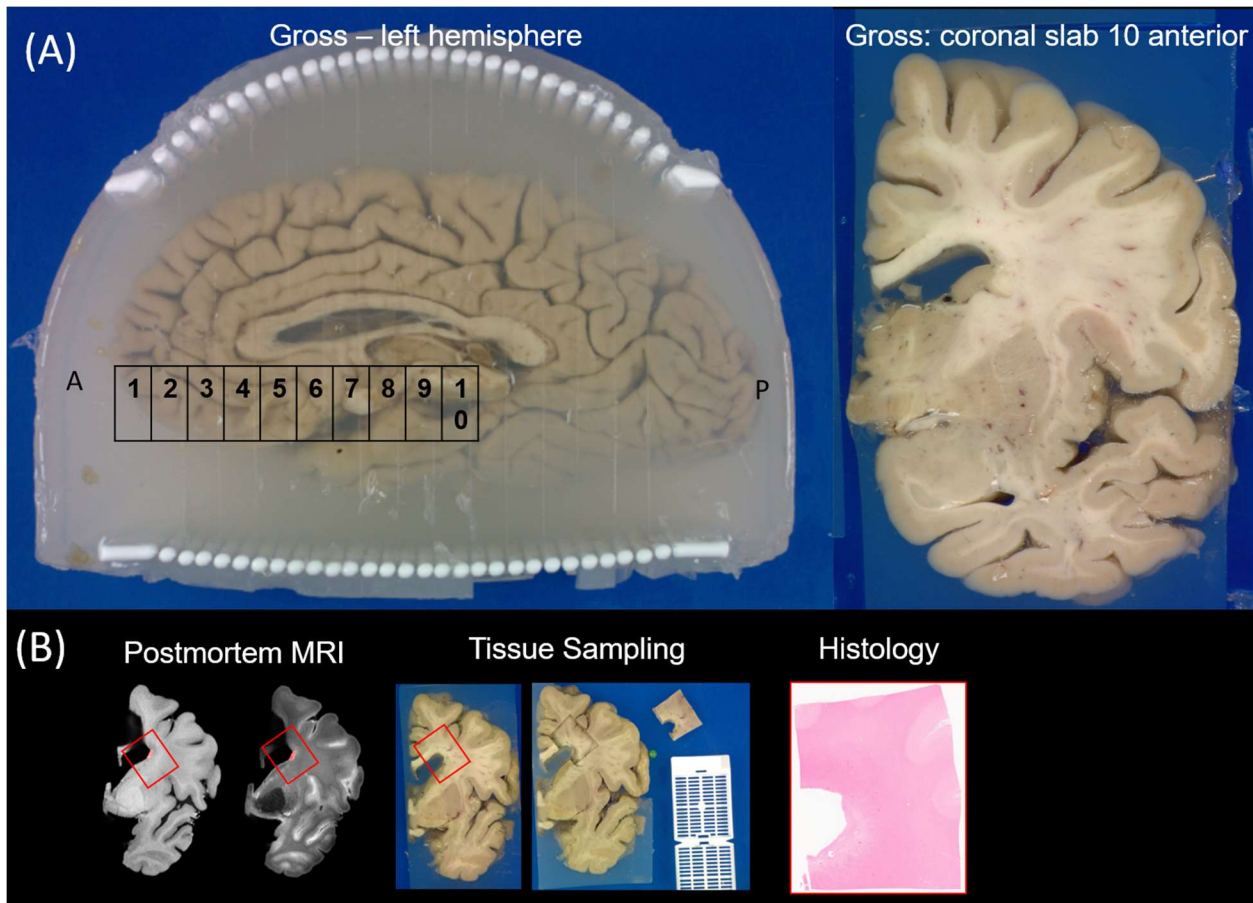 (A)
Gross – left hemisphere
Gross: coronal slab 10 anterior
A
1 2 3 4 5 6 7 8 9 1
0
P
(B)
Postmortem MRI
Tissue Sampling
Histology